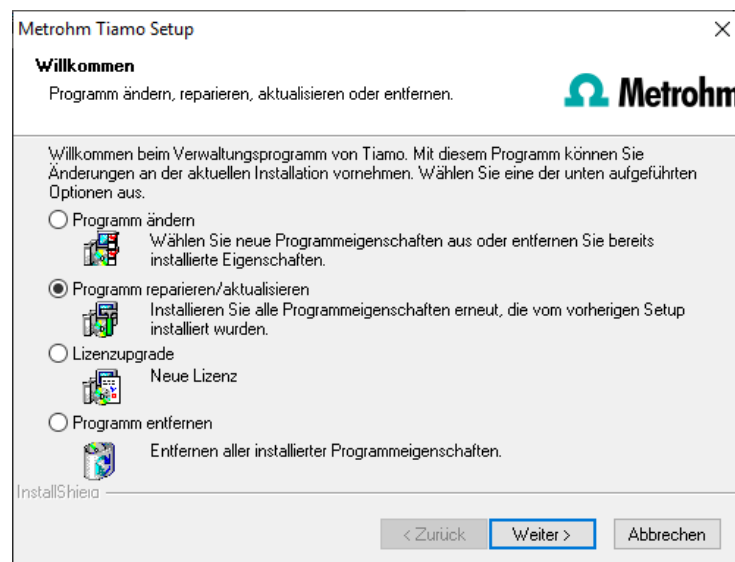 Metrohm Tiamo Setup
Willkommen
Programm ändern, reparieren, aktualisieren oder entfernen.
Metrohm
Willkommen beim Verwaltungsprogramm von Tiamo. Mit diesem Programm können Sie
Änderungen an der aktuellen Installation vornehmen. Wählen Sie eine der unten aufgeführten
Optionen aus.
Programm ändern
Wählen Sie neue Programmeigenschaften aus oder entfernen Sie bereits
installierte Eigenschaften.
Programm reparieren/aktualisieren
Installieren Sie alle Programmeigenschaften erneut, die vom vorherigen Setup
installiert wurden.
Lizenzupgrade
Neue Lizenz
Programm entfernen
Entfernen aller installierter Programmeigenschaften.
InstallShield
< Zurück
Weiter >
Abbrechen